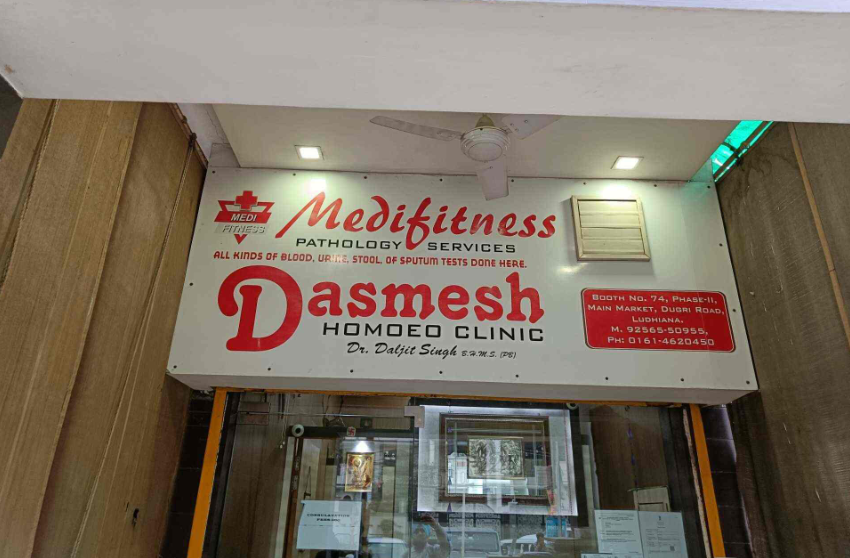 MEDI
FITNESS
Medifitness
PATHOLOGY SERVICES
ALL KINDS OF BLOOD, URINE, STOOL, OF SPUTUM TESTS DONE HERE.
Dasmesh
HOMOEO CLINIC
Dr. Daljit Singh B.H.M.S. (PB)
BOOTH NO. 74, PHASE-II,
MAIN MARKET, DUGRI ROAD,
LUDHIANA.
M. 92565-50955,
PH: 0161-4620450